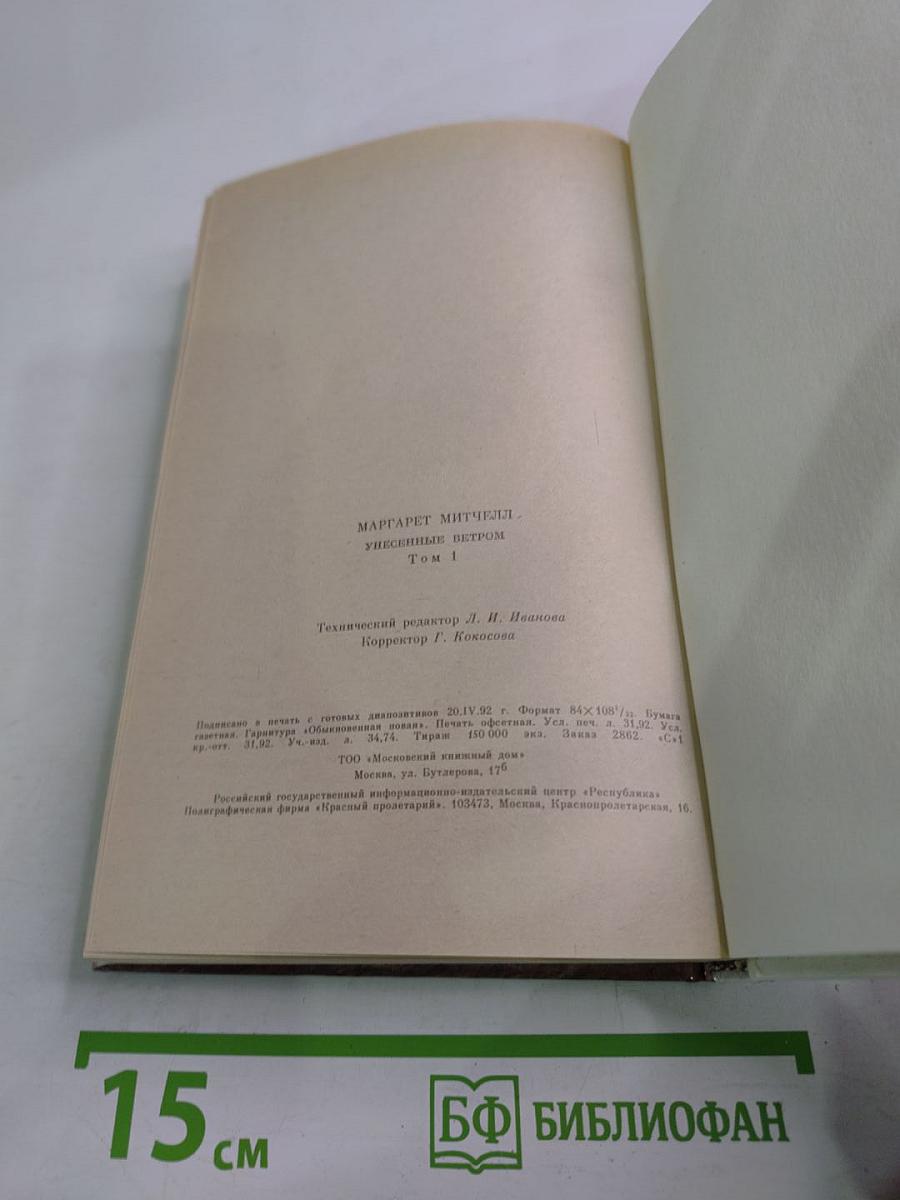 МАРГАРЕТ МИТЧЕЛЛ
УНЕСЕННЫЕ ВЕТРОМ
Том 1
Технический редактор Л. И. Иванова
Корректор Г. Кокосова
Подписано в печать с готовых диапозитивов 20.IV.92 г. Формат 84×108¹/₃₂. Бумага
газетная. Гарнитура «Обыкновенная новая». Печать офсетная. Усл. печ. л. 31,92. Усл.
кр.-отт. 31,92. Уч.-изд. л. 34,74. Тираж 150 000 экз. Заказ 2862. «С»1
ТОО «Московский книжный дом»
Москва, ул. Бутлерова, 17б
Российский государственный информационно-издательский центр «Республика»
Полиграфическая фирма «Красный пролетарий». 103473, Москва, Краснопролетарская, 16.
15 см
БФ БИБЛИОФАН